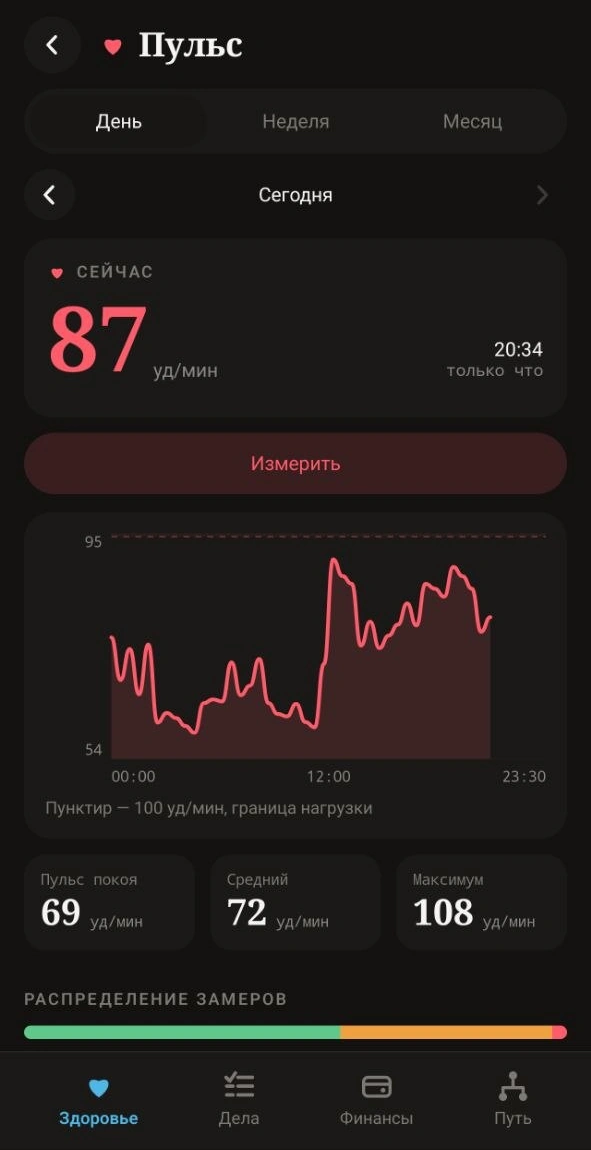 Пульс
День Неделя Месяц
Сегодня
СЕЙЧАС
87 уд/мин
20:34
только что
Измерить
95
54
00:00 12:00 23:30
Пунктир — 100 уд/мин, граница нагрузки
Пульс покоя Средний Максимум
69 уд/мин 72 уд/мин 108 уд/мин
РАСПРЕДЕЛЕНИЕ ЗАМЕРОВ
Здоровье Дела Финансы Путь